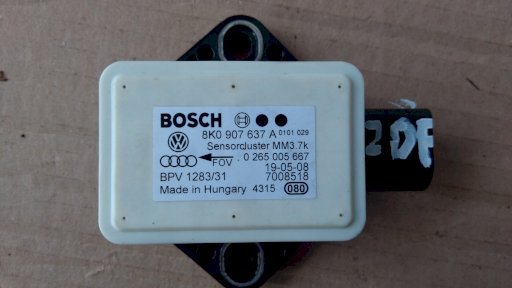 BOSCH
8K0 907 637 A 0101 029
Sensorcluster MM3.7k
FOV . 0 265 005 667
19-05-08
BPV 1283/31 7008518
Made in Hungary 4315 080